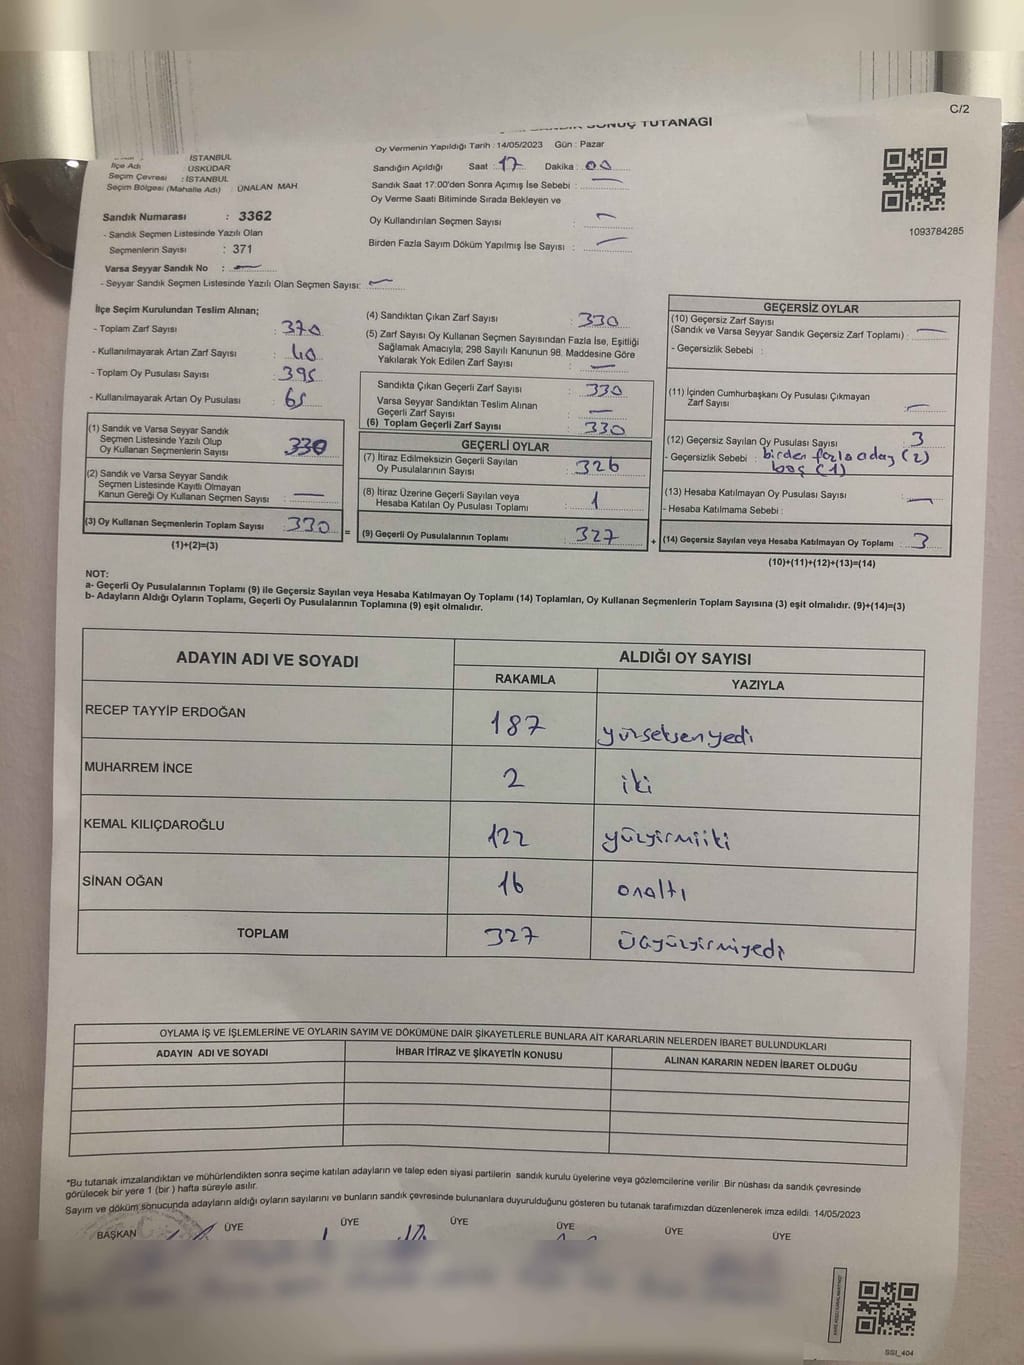 C/2
SONUÇ TUTANAĞI
İSTANBUL
İlçe Adı ÜSKÜDAR
Seçim Çevresi : İSTANBUL
Seçim Bölgesi (Mahalle Adı) : ÜNALAN MAH
Oy Vermenin Yapıldığı Tarih : 14/05/2023 Gün : Pazar
Sandığın Açıldığı Saat : 17 Dakika : 00
Sandık Saat 17:00'den Sonra Açımış İse Sebebi : —
Oy Verme Saati Bitiminde Sırada Bekleyen ve
Oy Kullandırılan Seçmen Sayısı : —
Birden Fazla Sayım Döküm Yapılmış İse Sayısı : —
1093784285
Sandık Numarası : 3362
- Sandık Seçmen Listesinde Yazılı Olan
Seçmenlerin Sayısı : 371
Varsa Seyyar Sandık No : —
- Seyyar Sandık Seçmen Listesinde Yazılı Olan Seçmen Sayısı: —
İlçe Seçim Kurulundan Teslim Alınan;
- Toplam Zarf Sayısı : 370
- Kullanılmayarak Artan Zarf Sayısı : 40
- Toplam Oy Pusulası Sayısı : 395
- Kullanılmayarak Artan Oy Pusulası : 65
(1) Sandık ve Varsa Seyyar Sandık
Seçmen Listesinde Yazılı Olup
Oy Kullanan Seçmenlerin Sayısı 330
(2) Sandık ve Varsa Seyyar Sandık
Seçmen Listesinde Kayıtlı Olmayan
Kanun Gereği Oy Kullanan Seçmen Sayısı : —
(3) Oy Kullanan Seçmenlerin Toplam Sayısı : 330 =
(1)+(2)=(3)
(4) Sandıktan Çıkan Zarf Sayısı : 330
(5) Zarf Sayısı Oy Kullanan Seçmen Sayısından Fazla İse, Eşitliği
Sağlamak Amacıyla; 298 Sayılı Kanunun 98. Maddesine Göre
Yakılarak Yok Edilen Zarf Sayısı : —
Sandıkta Çıkan Geçerli Zarf Sayısı : 330
Varsa Seyyar Sandıktan Teslim Alınan
Geçerli Zarf Sayısı : —
(6) Toplam Geçerli Zarf Sayısı : 330
GEÇERLİ OYLAR
(7) İtiraz Edilmeksizin Geçerli Sayılan
Oy Pusulalarının Sayısı : 326
(8) İtiraz Üzerine Geçerli Sayılan veya
Hesaba Katılan Oy Pusulası Toplamı : 1
(9) Geçerli Oy Pusulalarının Toplamı : 327 +
GEÇERSİZ OYLAR
(10) Geçersiz Zarf Sayısı
(Sandık ve Varsa Seyyar Sandık Geçersiz Zarf Toplamı) : —
- Geçersizlik Sebebi :
(11) İçinden Cumhurbaşkanı Oy Pusulası Çıkmayan
Zarf Sayısı : —
(12) Geçersiz Sayılan Oy Pusulası Sayısı : 3
- Geçersizlik Sebebi : birden fazla aday (2)
boş (1)
(13) Hesaba Katılmayan Oy Pusulası Sayısı : —
- Hesaba Katılmama Sebebi :
(14) Geçersiz Sayılan veya Hesaba Katılmayan Oy Toplamı : 3
(10)+(11)+(12)+(13)=(14)
NOT:
a- Geçerli Oy Pusulalarının Toplamı (9) ile Geçersiz Sayılan veya Hesaba Katılmayan Oy Toplamı (14) Toplamları, Oy Kullanan Seçmenlerin Toplam Sayısına (3) eşit olmalıdır. (9)+(14)=(3)
b- Adayların Aldığı Oyların Toplamı, Geçerli Oy Pusulalarının Toplamına (9) eşit olmalıdır.
ADAYIN ADI VE SOYADI ALDIĞI OY SAYISI
RAKAMLA YAZIYLA
RECEP TAYYİP ERDOĞAN 187 yürseksenyedi
MUHARREM İNCE 2 iki
KEMAL KILIÇDAROĞLU 122 yüzyirmiiki
SİNAN OĞAN 16 onaltı
TOPLAM 327 üçyüzyirmiyedi
OYLAMA İŞ VE İŞLEMLERİNE VE OYLARIN SAYIM VE DÖKÜMÜNE DAİR ŞİKAYETLERLE BUNLARA AİT KARARLARIN NELERDEN İBARET BULUNDUKLARI
ADAYIN ADI VE SOYADI İHBAR İTİRAZ VE ŞİKAYETİN KONUSU ALINAN KARARIN NEDEN İBARET OLDUĞU
*Bu tutanak imzalandıktan ve mühürlendikten sonra seçime katılan adayların ve talep eden siyasi partilerin sandık kurulu üyelerine veya gözlemcilerine verilir. Bir nüshası da sandık çevresinde
görülecek bir yere 1 (bir) hafta süreyle asılır.
Sayım ve döküm sonucunda adayların aldığı oyların sayılarını ve bunların sandık çevresinde bulunanlara duyurulduğunu gösteren bu tutanak tarafımızdan düzenlenerek imza edildi. 14/05/2023
BAŞKAN ÜYE ÜYE ÜYE ÜYE ÜYE ÜYE
SSI_404